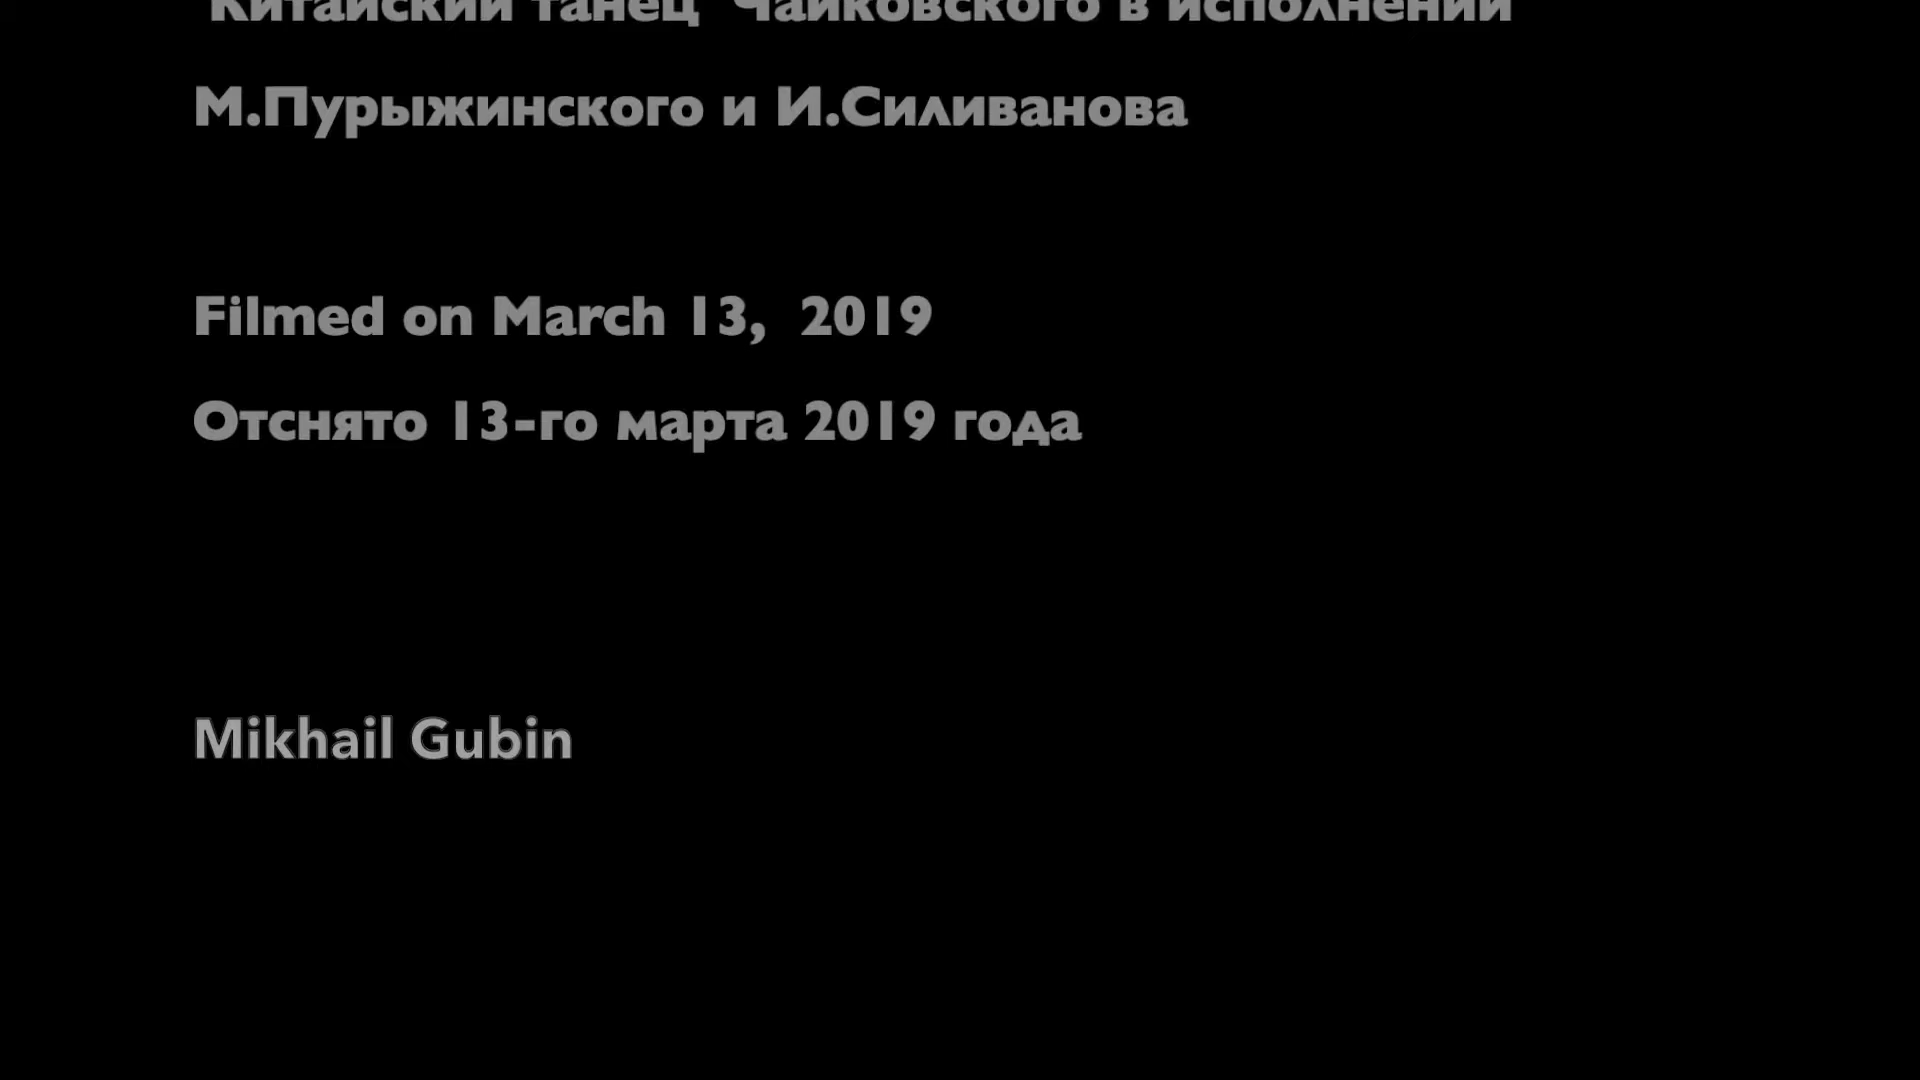 Китайский танец Чайковского в исполнении
М.Пурыжинского и И.Силиванова
Filmed on March 13, 2019
Отснято 13-го марта 2019 года
Mikhail Gubin